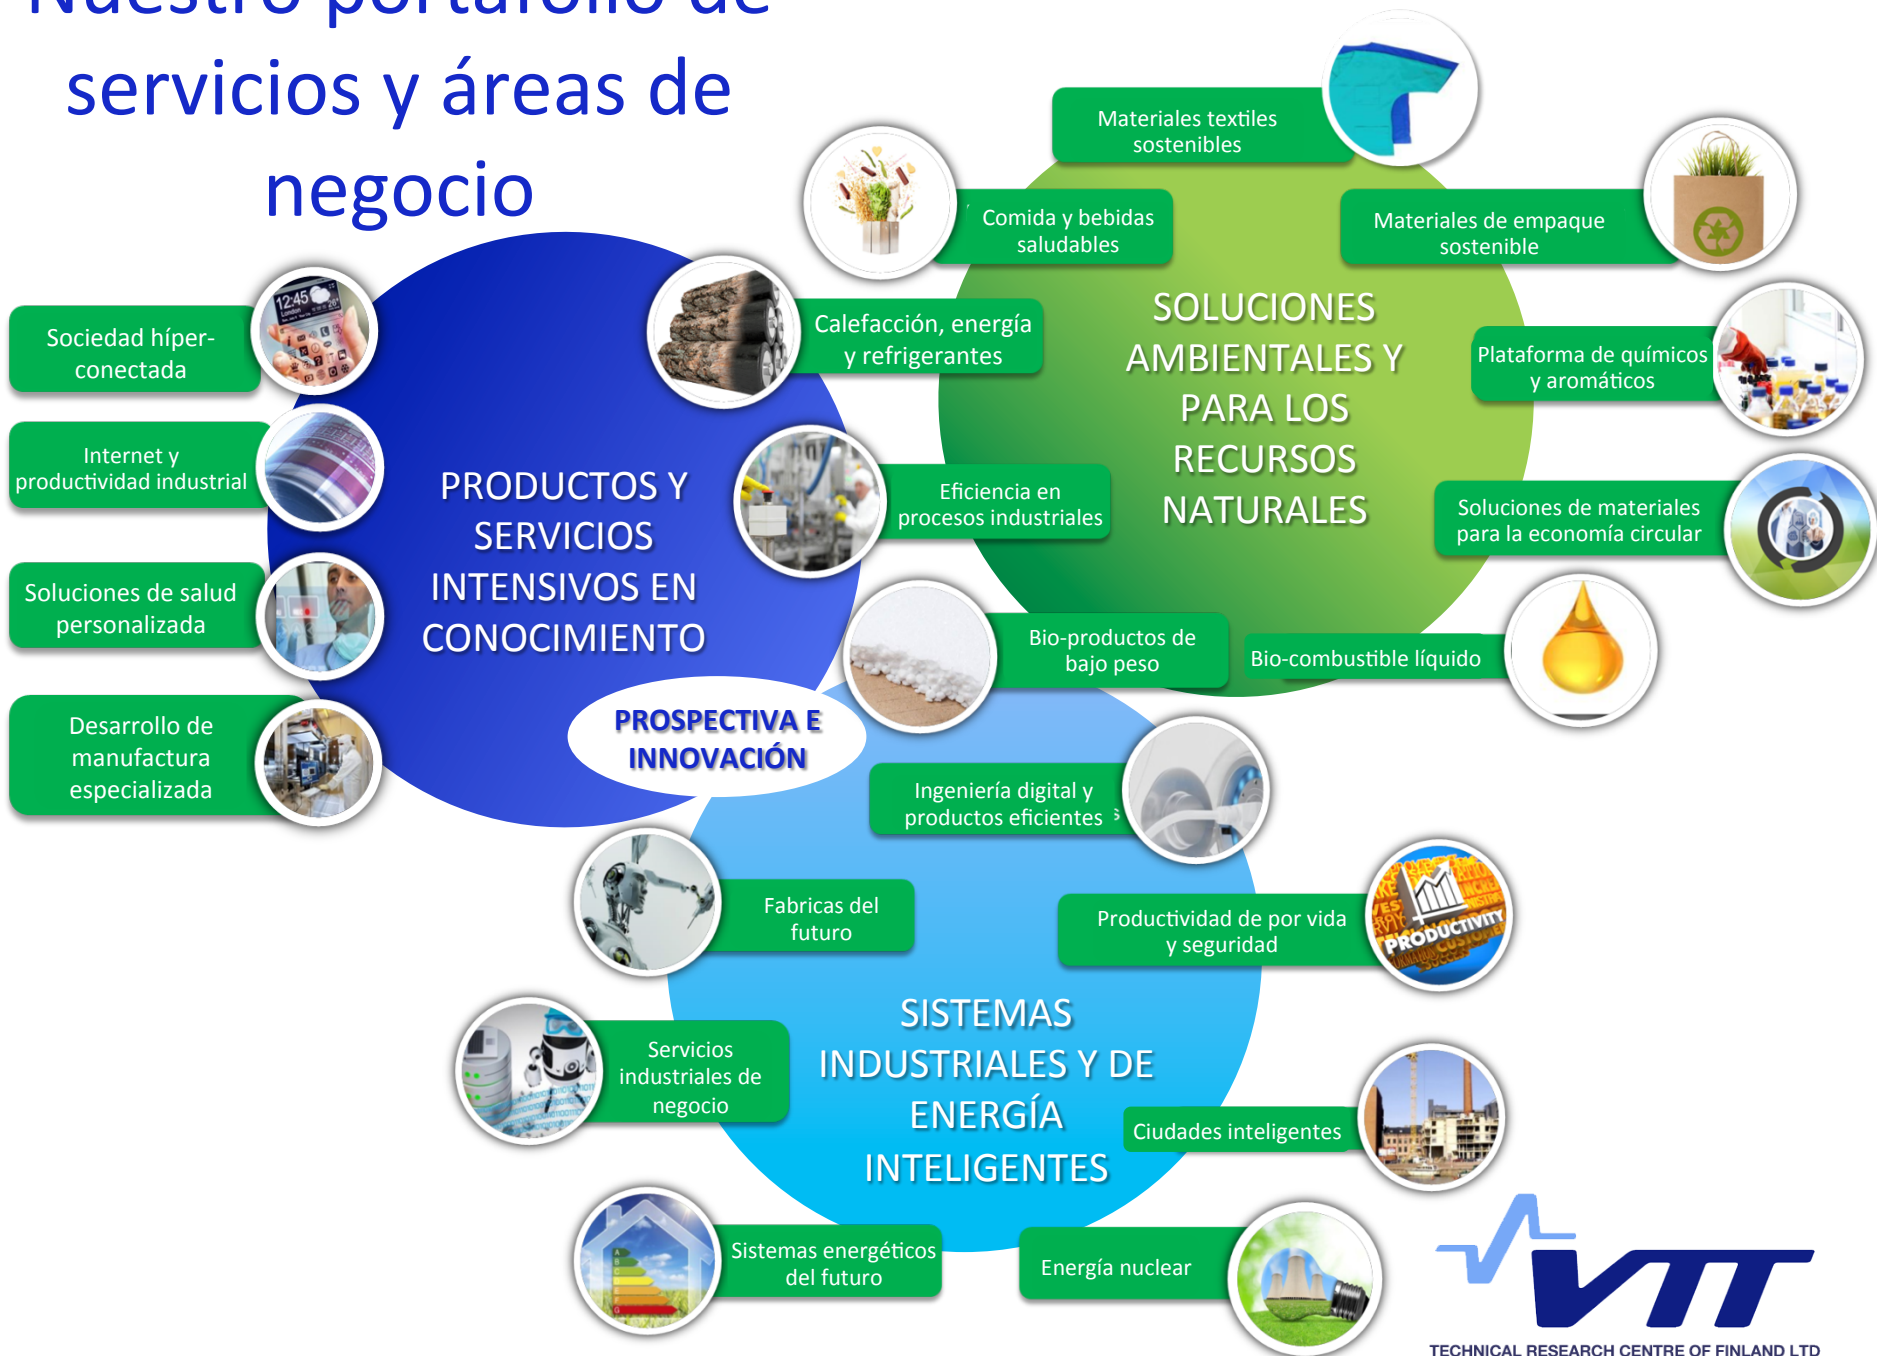 Nuestro portafolio de
servicios y áreas de
negocio
Materiales textiles
sostenibles
Comida y bebidas
saludables
Materiales de empaque
sostenible
Calefacción, energía
y refrigerantes
SOLUCIONES
AMBIENTALES Y
PARA LOS
RECURSOS
NATURALES
Plataforma de químicos
y aromáticos
Eficiencia en
procesos industriales
Soluciones de materiales
para la economía circular
Bio-productos de
bajo peso
Bio-combustible líquido
Sociedad híper-
conectada
12:45
London
Internet y
productividad industrial
PRODUCTOS Y
SERVICIOS
INTENSIVOS EN
CONOCIMIENTO
Soluciones de salud
personalizada
Desarrollo de
manufactura
especializada
PROSPECTIVA E
INNOVACIÓN
Ingeniería digital y
productos eficientes s
Fabricas del
futuro
Productividad de por vida
y seguridad
PRODUCTIVITY
CUSTOMER
SUCCESS
Servicios
industriales de
negocio
SISTEMAS
INDUSTRIALES Y DE
ENERGÍA
INTELIGENTES
Ciudades inteligentes
Sistemas energéticos
del futuro
Energía nuclear
VTT
TECHNICAL RESEARCH CENTRE OF FINLAND LTD